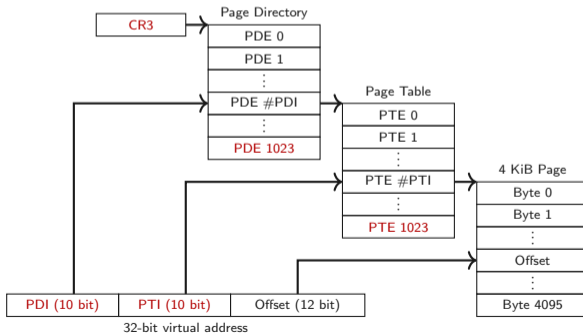 Page Directory
CR3
PDE 0
PDE 1
⋮
PDE #PDI
⋮
PDE 1023
Page Table
PTE 0
PTE 1
⋮
PTE #PTI
⋮
PTE 1023
4 KiB Page
Byte 0
Byte 1
⋮
Offset
⋮
Byte 4095
PDI (10 bit) PTI (10 bit) Offset (12 bit)
32-bit virtual address